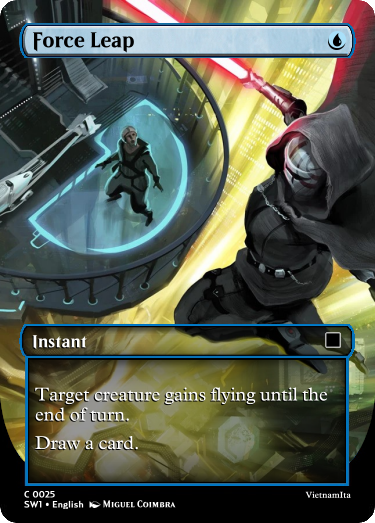 Force Leap
Instant
Target creature gains flying until the
end of turn.
Draw a card.
C 0025
VietnamIta
SW1 • English Miguel Coimbra